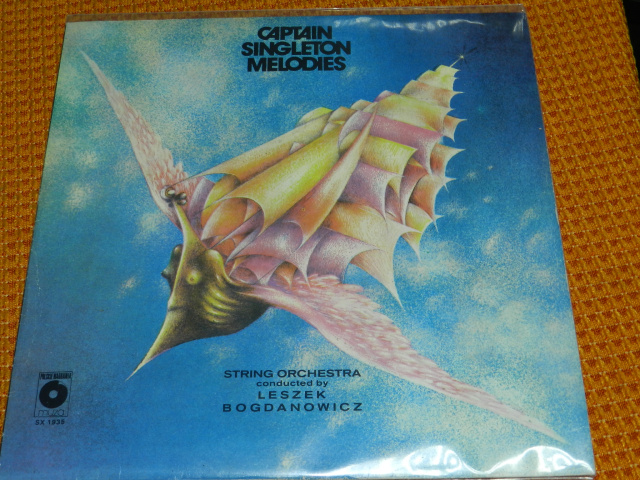 CAPTAIN
SINGLETON
MELODIES
STRING ORCHESTRA
conducted by
LESZEK
BOGDANOWICZ
POLSKIE NAGRANIA
muza
SX 1938